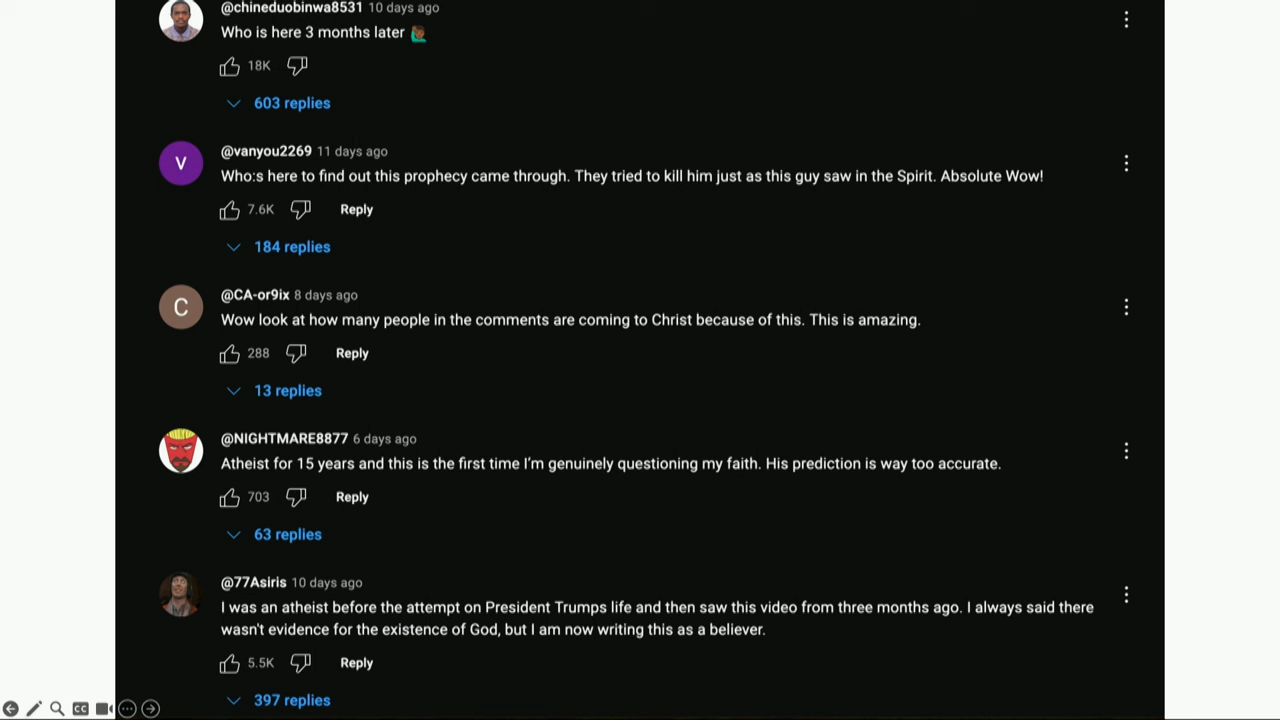 @chineduobinwa8531 10 days ago
Who is here 3 months later 🙋🏾‍♂️
18K
603 replies
V
@vanyou2269 11 days ago
Who:s here to find out this prophecy came through. They tried to kill him just as this guy saw in the Spirit. Absolute Wow!
7.6K Reply
184 replies
C
@CA-or9ix 8 days ago
Wow look at how many people in the comments are coming to Christ because of this. This is amazing.
288 Reply
13 replies
@NIGHTMARE8877 6 days ago
Atheist for 15 years and this is the first time I'm genuinely questioning my faith. His prediction is way too accurate.
703 Reply
63 replies
@77Asiris 10 days ago
I was an atheist before the attempt on President Trumps life and then saw this video from three months ago. I always said there
wasn't evidence for the existence of God, but I am now writing this as a believer.
5.5K Reply
397 replies
CC